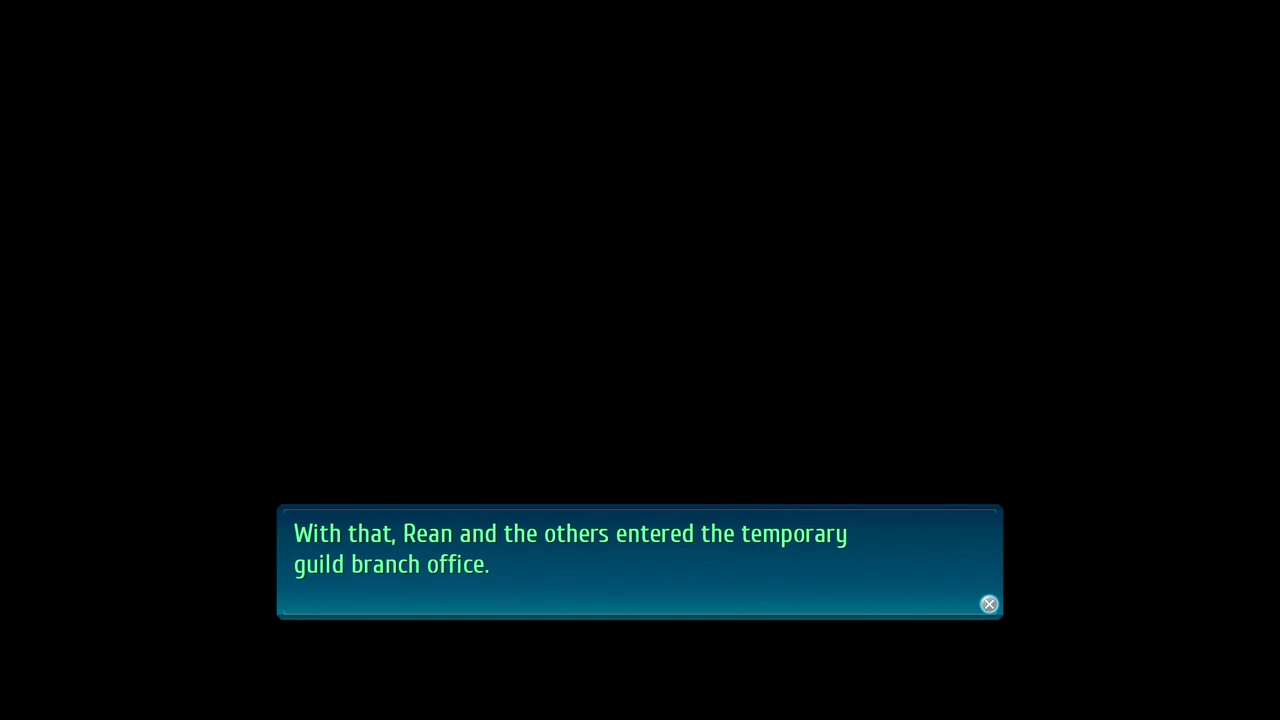 With that, Rean and the others entered the temporary
guild branch office.